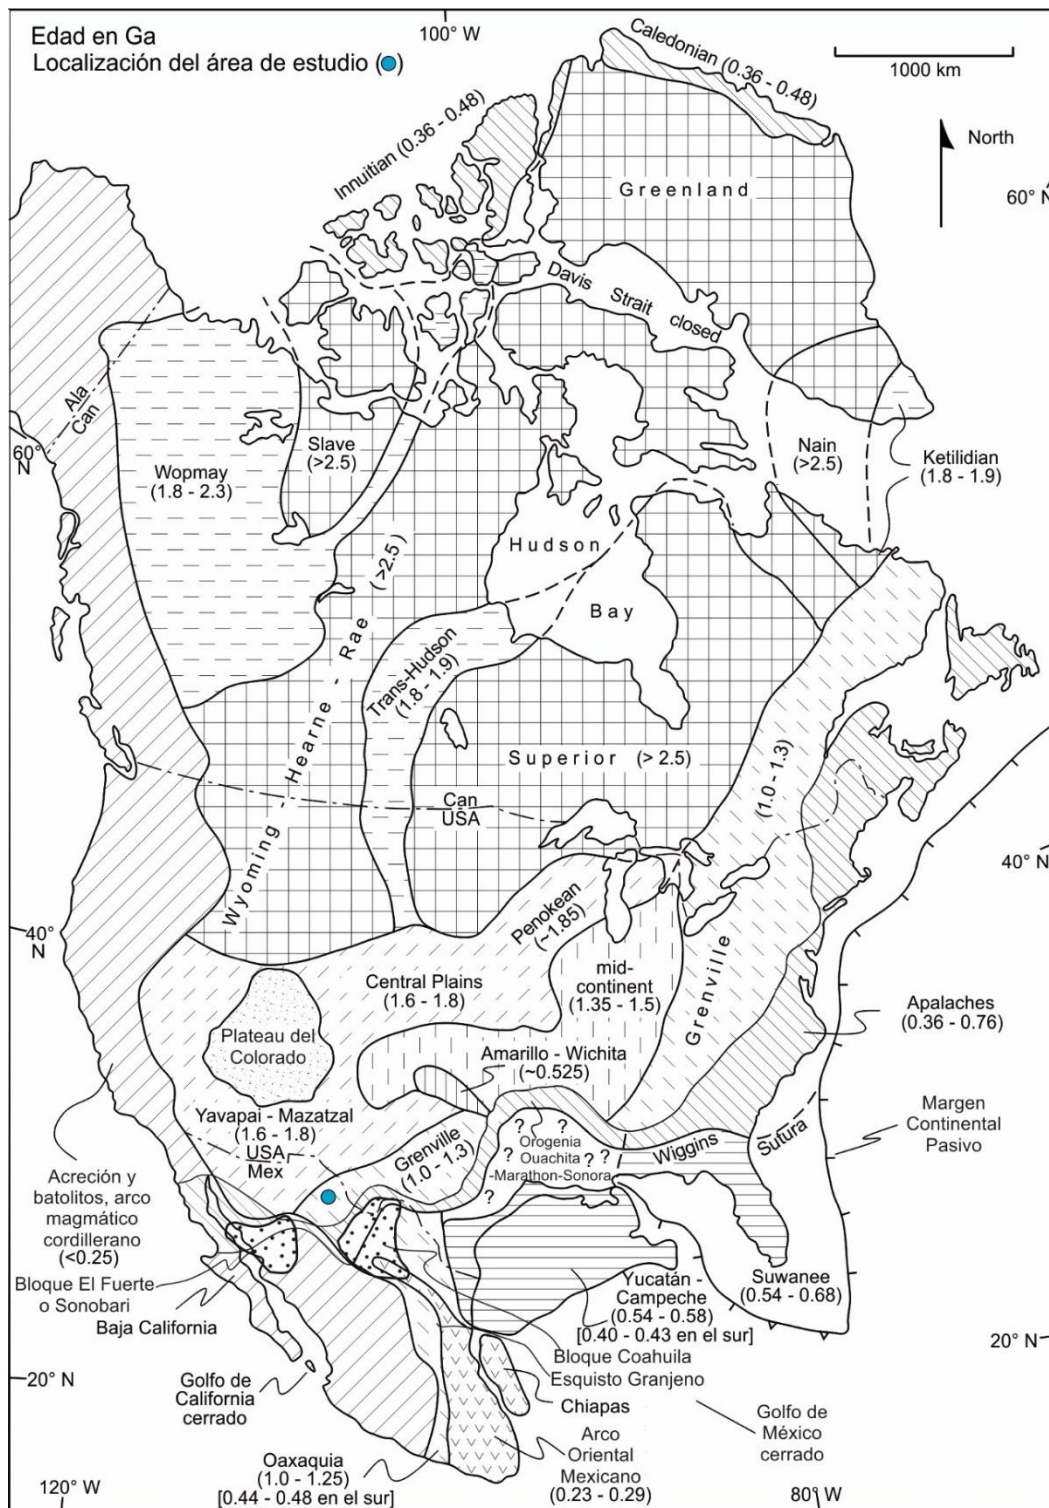 Edad en Ga
Localización del área de estudio ( )
100° W
1000 km
North
60° N
Caledonian (0.36 - 0.48)
Innuitian (0.36 - 0.48)
Greenland
Davis Strait closed
Ala
Can
60°
N
Wopmay
(1.8 - 2.3)
Slave
(>2.5)
Nain
(>2.5)
Ketilidian
(1.8 - 1.9)
Hudson
Bay
Wyoming - Hearne - Rae (>2.5)
Trans-Hudson
(1.8 - 1.9)
Superior (> 2.5)
Can
USA
(1.0 - 1.3)
Grenville
40° N
40°
N
Penokean
(~1.85)
Central Plains
(1.6 - 1.8)
mid-
continent
(1.35 - 1.5)
Plateau del
Colorado
Amarillo - Wichita
(~0.525)
Apalaches
(0.36 - 0.76)
Yavapai - Mazatzal
(1.6 - 1.8)
USA
Mex
Grenville
(1.0 - 1.3)
? ?
Orogenia
? Ouachita ? ?
-Marathon-Sonora
?
Wiggins
Sutura
Margen
Continental
Pasivo
Acreción y
batolitos, arco
magmático
cordillerano
(<0.25)
Bloque El Fuerte
o Sonobari
Baja California
Yucatán -
Campeche
(0.54 - 0.58)
[0.40 - 0.43 en el sur]
Suwanee
(0.54 - 0.68)
20° N
Bloque Coahuila
Esquisto Granjeno
20° N
Golfo de
California
cerrado
Chiapas
Golfo de
México
cerrado
Arco
Oriental
Mexicano
(0.23 - 0.29)
Oaxaquia
(1.0 - 1.25)
[0.44 - 0.48 en el sur]
120° W
80° W